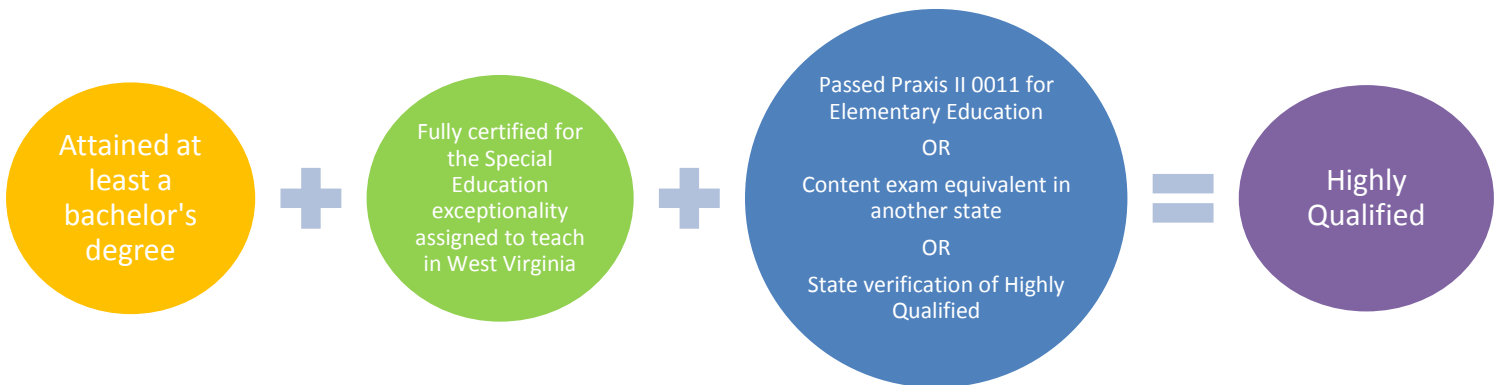 Attained at
least a
bachelor's
degree
Fully certified for
the Special
Education
exceptionality
assigned to teach
in West Virginia
Passed Praxis II 0011 for
Elementary Education
OR
Content exam equivalent in
another state
OR
State verification of Highly
Qualified
Highly
Qualified